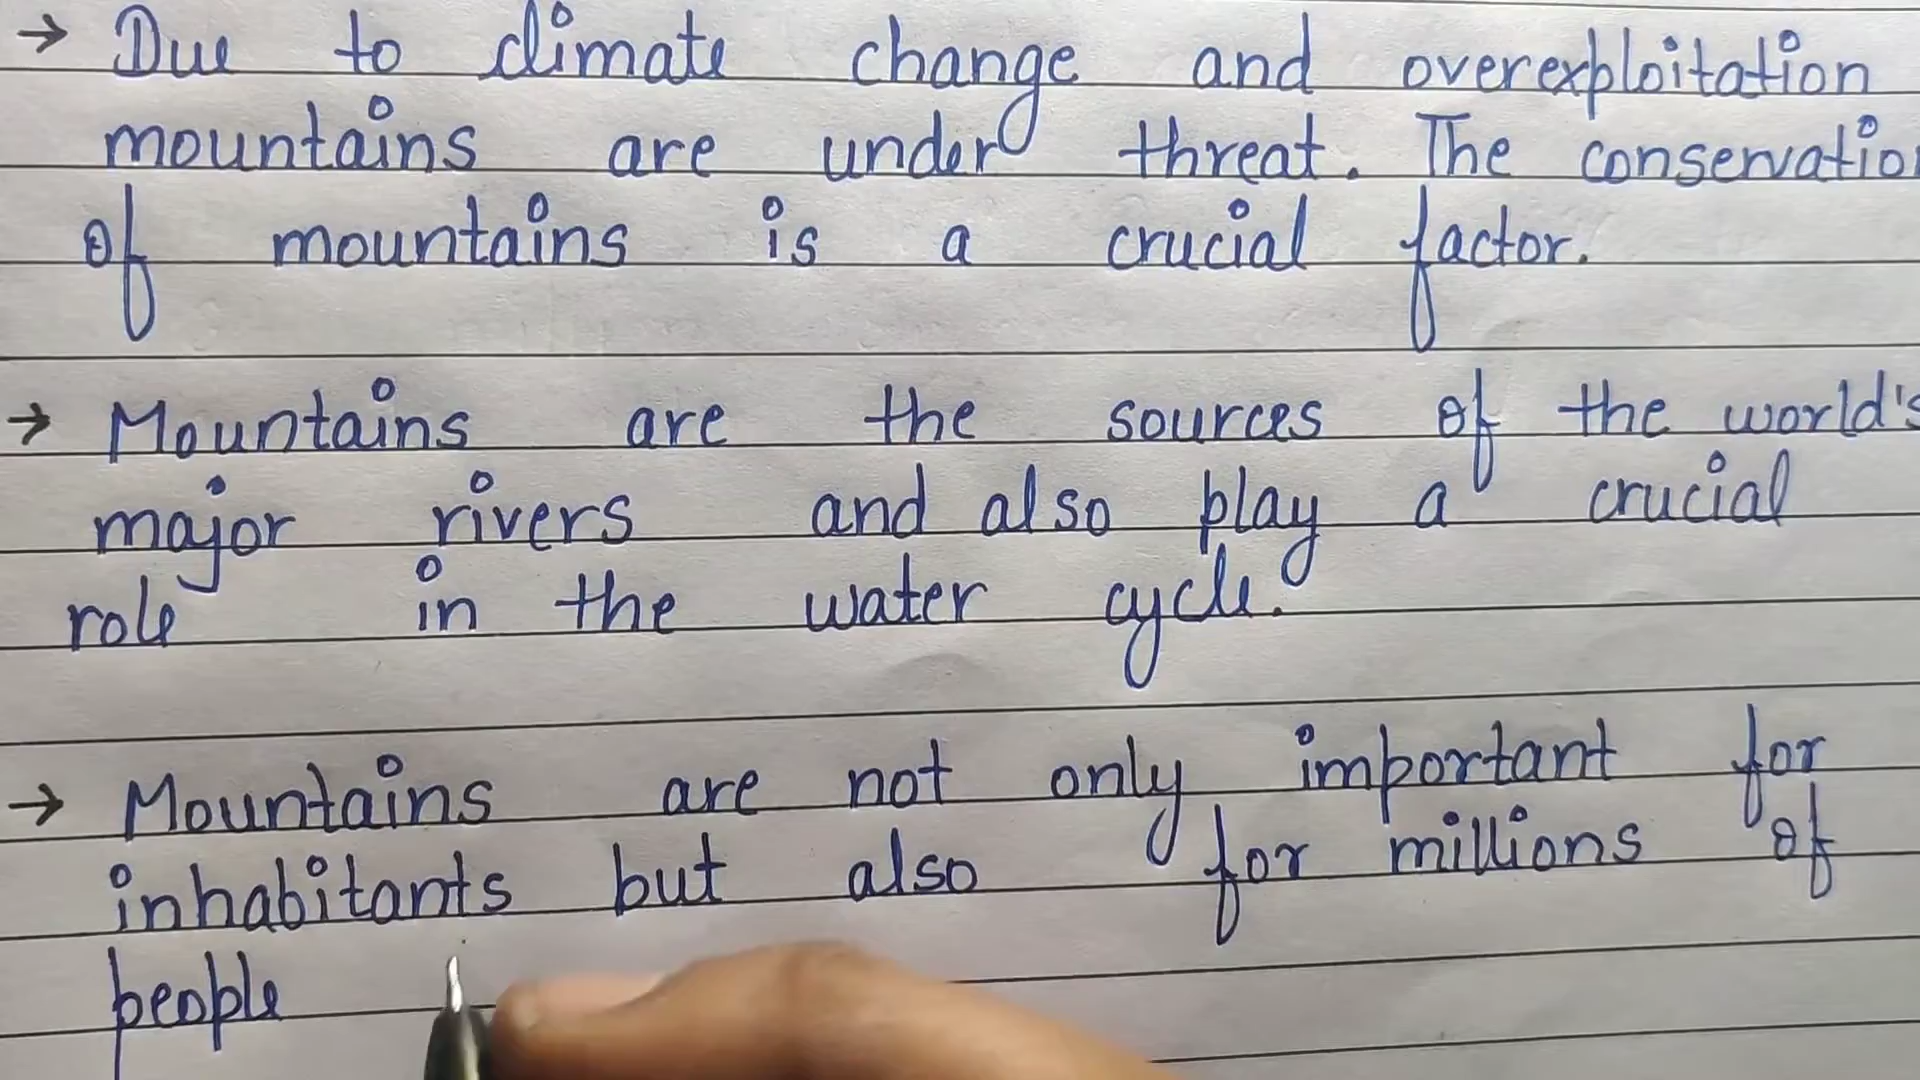 → Due to climate change and overexploitation
mountains are under threat. The conservatio
of mountains is a crucial factor.
→ Mountains are the sources of the world's
major rivers and also play a crucial
role in the water cycle.
→ Mountains are not only important for
inhabitants but also for millions of
people